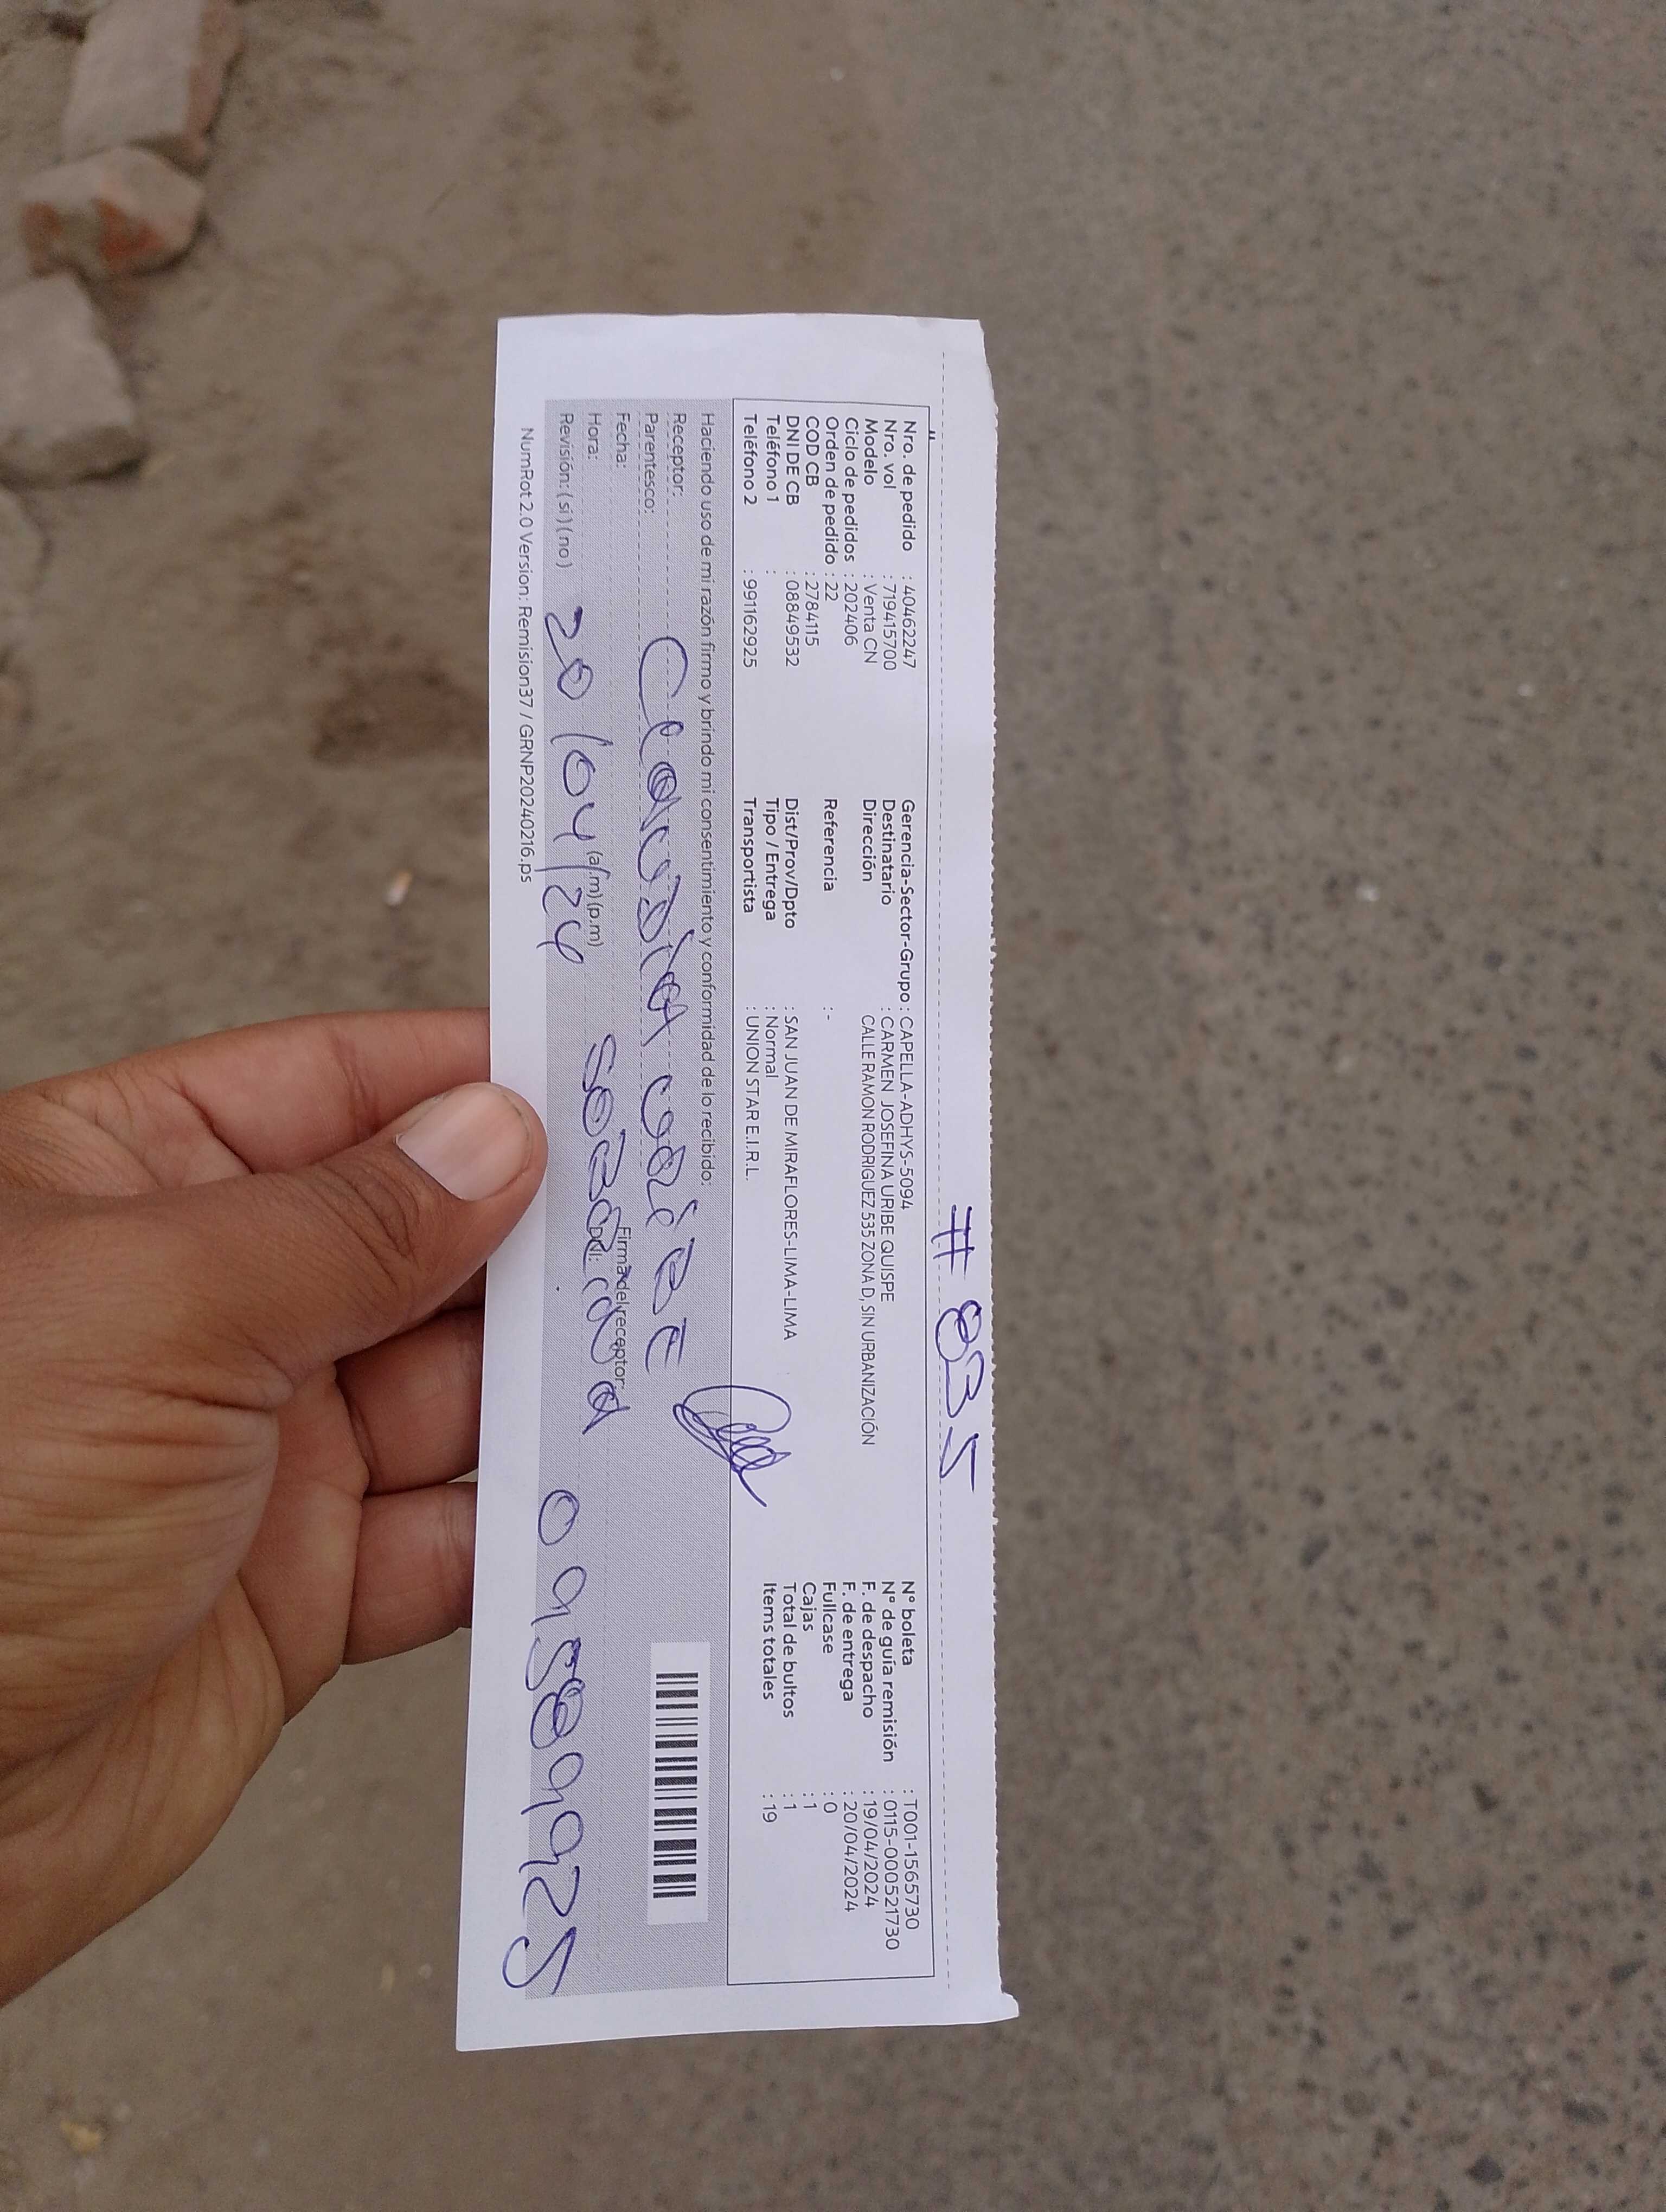 # 835
Nro. de pedido : 40462247
Nro. vol : 719415700
Modelo : Venta CN
Ciclo de pedidos : 202406
Orden de pedido : 22
COD CB : 2784115
DNI DE CB : 08849532
Teléfono 1 :
Teléfono 2 : 991162925
Gerencia-Sector-Grupo : CAPELLA-ADHYS-5094
Destinatario : CARMEN JOSEFINA URIBE QUISPE
Dirección CALLE RAMON RODRIGUEZ 535 ZONA D, SIN URBANIZACIÓN
Referencia :-
Dist/Prov/Dpto : SAN JUAN DE MIRAFLORES-LIMA-LIMA
Tipo / Entrega : Normal
Transportista : UNION STAR E.I.R.L.
N° boleta : T001-1565730
N° de guía remisión : 0115-000521730
F. de despacho : 19/04/2024
F. de entrega : 20/04/2024
Fullcase : 0
Cajas : 1
Total de bultos : 1
Items totales : 19
Haciendo uso de mi razón firmo y brindo mi consentimiento y conformidad de lo recibido:
Receptor:
Parentesco:
Fecha:
Hora: (a.m) (p.m)
Firma del receptor:
DNI:
Revisión: ( si ) ( no )
20/04/24
09589925
NumRot 2.0 Version: Remision37 / GRNP20240216.ps